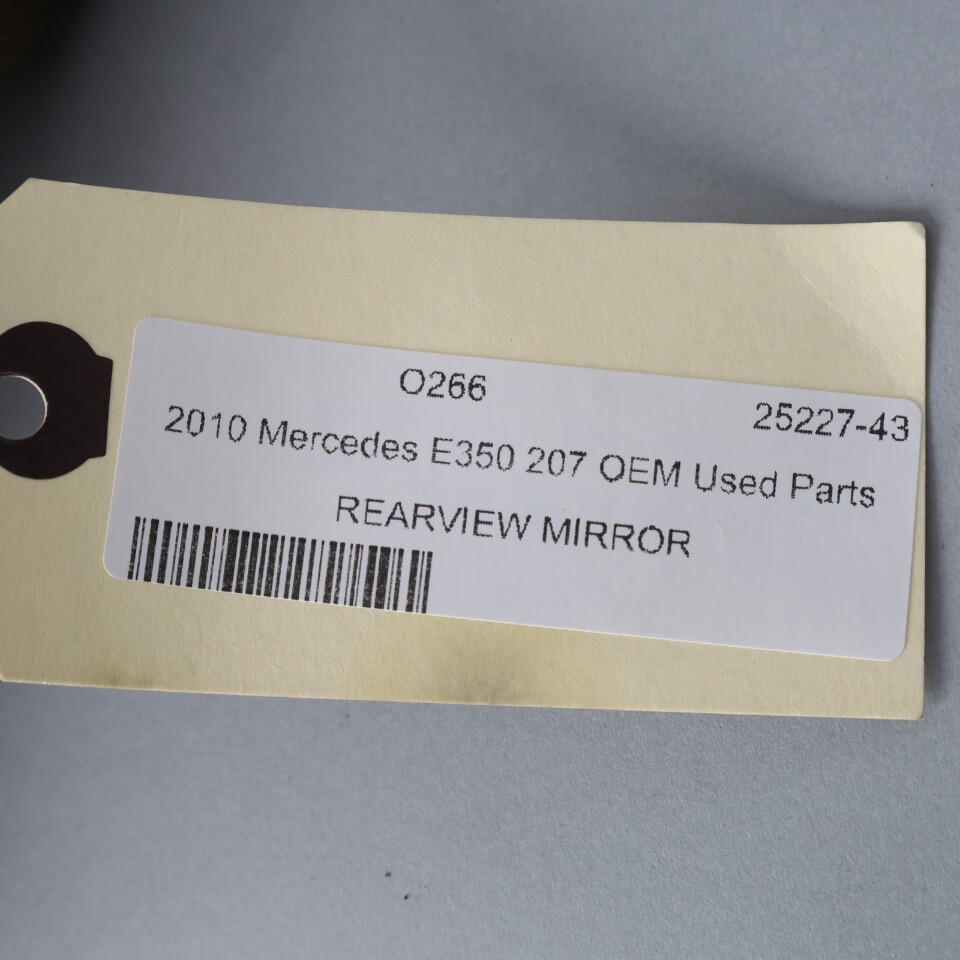 O266
25227-43
2010 Mercedes E350 207 OEM Used Parts
REARVIEW MIRROR